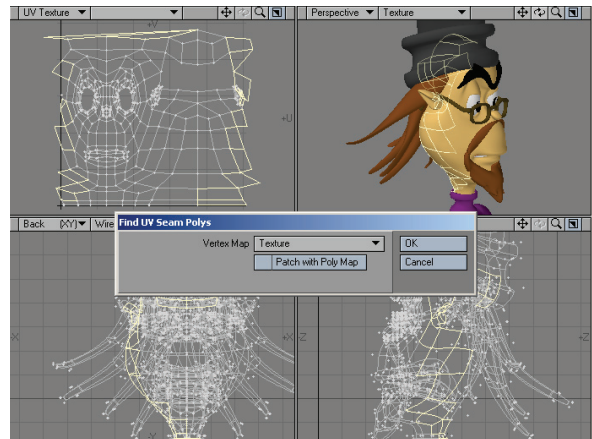 UV Texture
Perspective Texture
+V
+U
Back (XY) Wire
Find UV Seam Polys
Vertex Map Texture OK
Patch with Poly Map Cancel
-X +X -Z +Z
-Y